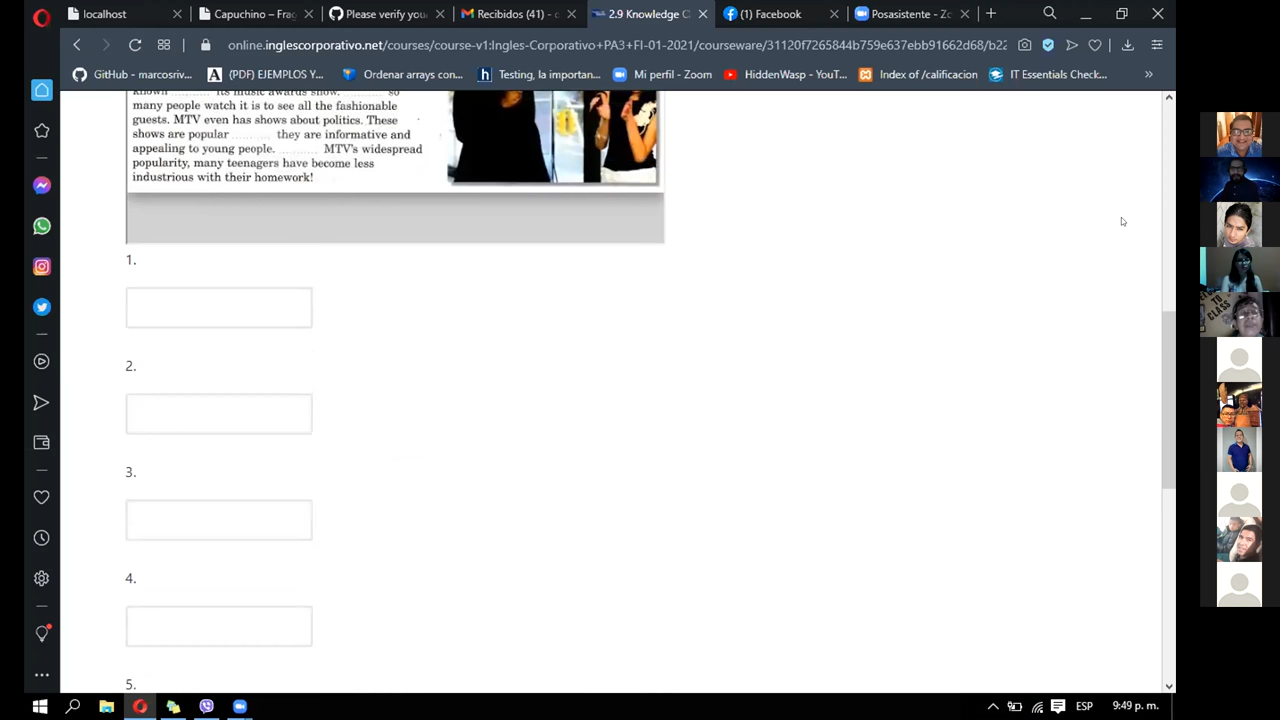 localhost
Capuchino – Frag
Please verify you
Recibidos (41) - c
2.9 Knowledge C
(1) Facebook
Posasistente - Zo
online.inglescorporativo.net/courses/course-v1:Ingles-Corporativo+PA3+FI-01-2021/courseware/31120f7265844b759e637ebb91662d68/b22
GitHub - marcosriv...
(PDF) EJEMPLOS Y...
Ordenar arrays con...
Testing, la importan...
Mi perfil - Zoom
HiddenWasp - YouT...
Index of /calificacion
IT Essentials Check...
known .......... its music awards show. .......... so
many people watch it is to see all the fashionable
guests. MTV even has shows about politics. These
shows are popular .......... they are informative and
appealing to young people. .......... MTV's widespread
popularity, many teenagers have become less
industrious with their homework!
1.
2.
3.
4.
5.
TO
CLASS
ESP
9:49 p. m.